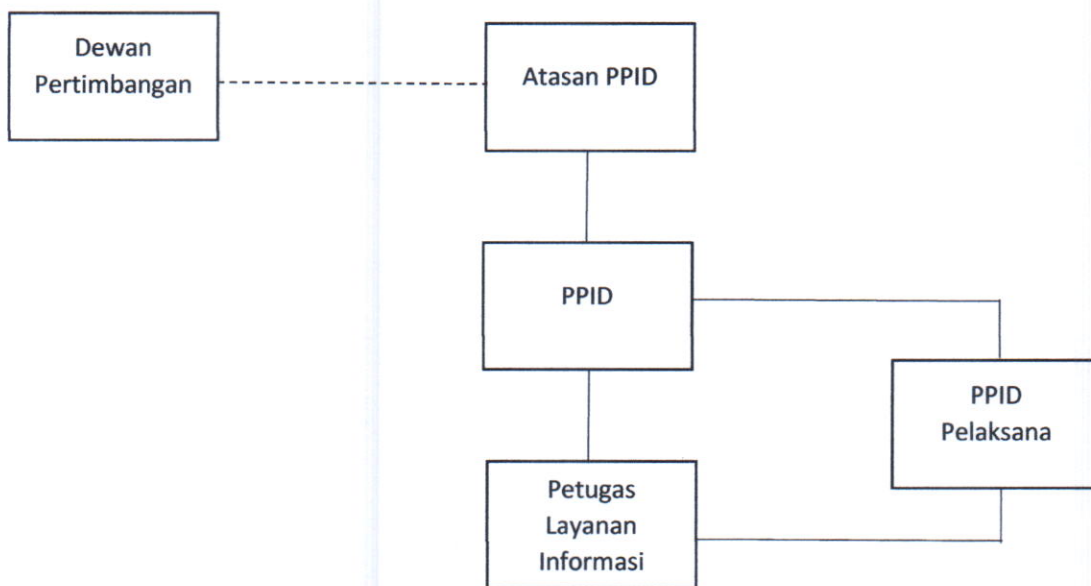 Dewan
Pertimbangan
Atasan PPID
PPID
PPID
Pelaksana
Petugas
Layanan
Informasi